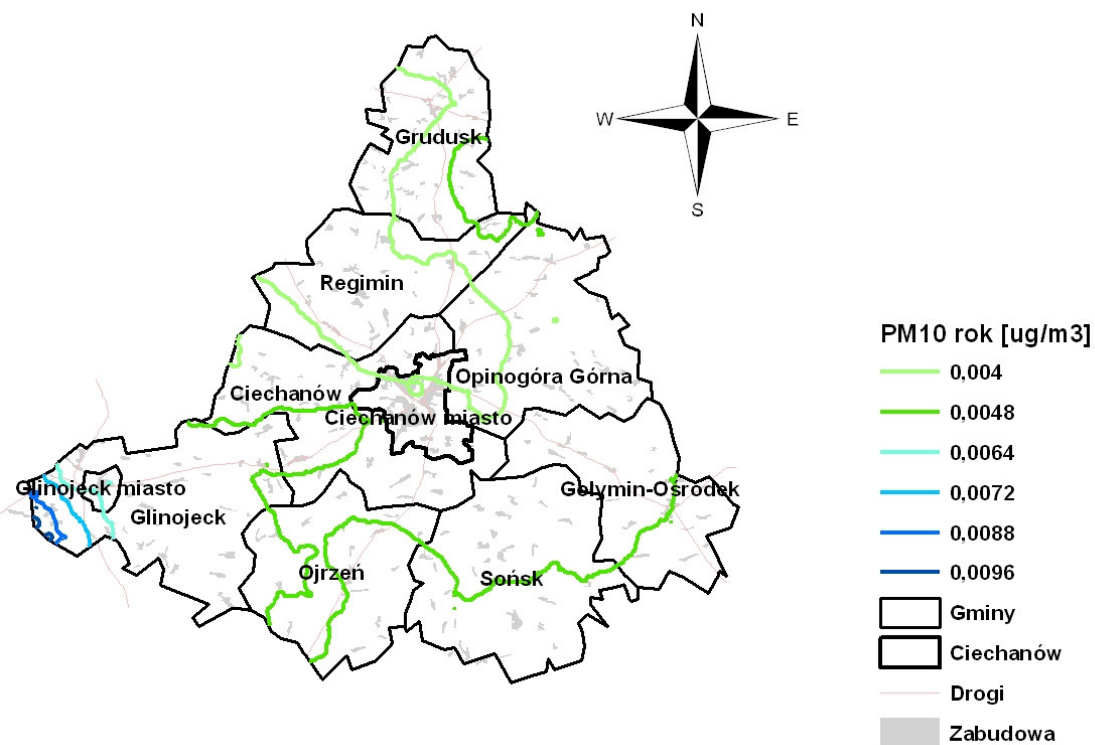 N
W
E
S
Grudusk
Regimin
Opinogóra Górna
Ciechanów
Ciechanów miasto
Glinojeck miasto
Glinojeck
Gołymin-Ośrodek
Ojrzeń
Sońsk
PM10 rok [ug/m3]
0,004
0,0048
0,0064
0,0072
0,0088
0,0096
Gminy
Ciechanów
Drogi
Zabudowa